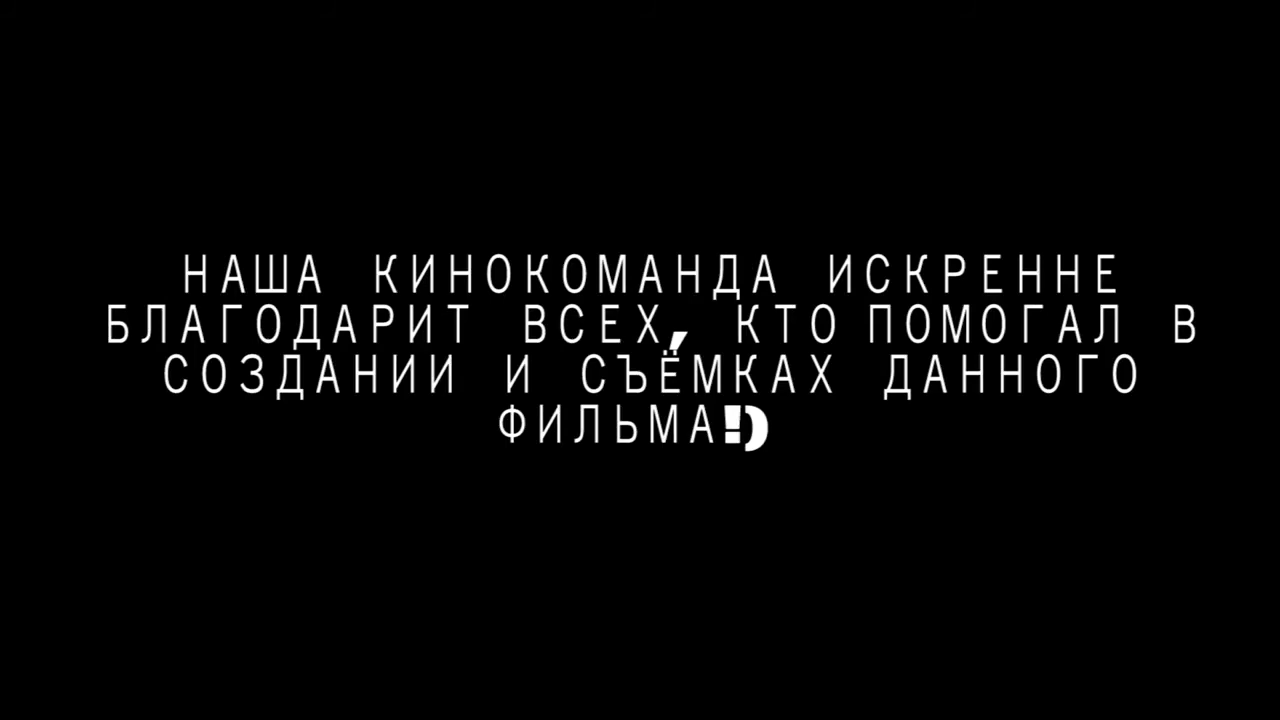 НАША КИНОКОМАНДА ИСКРЕННЕ
БЛАГОДАРИТ ВСЕХ, КТО ПОМОГАЛ В
СОЗДАНИИ И СЪЁМКАХ ДАННОГО
ФИЛЬМА!)